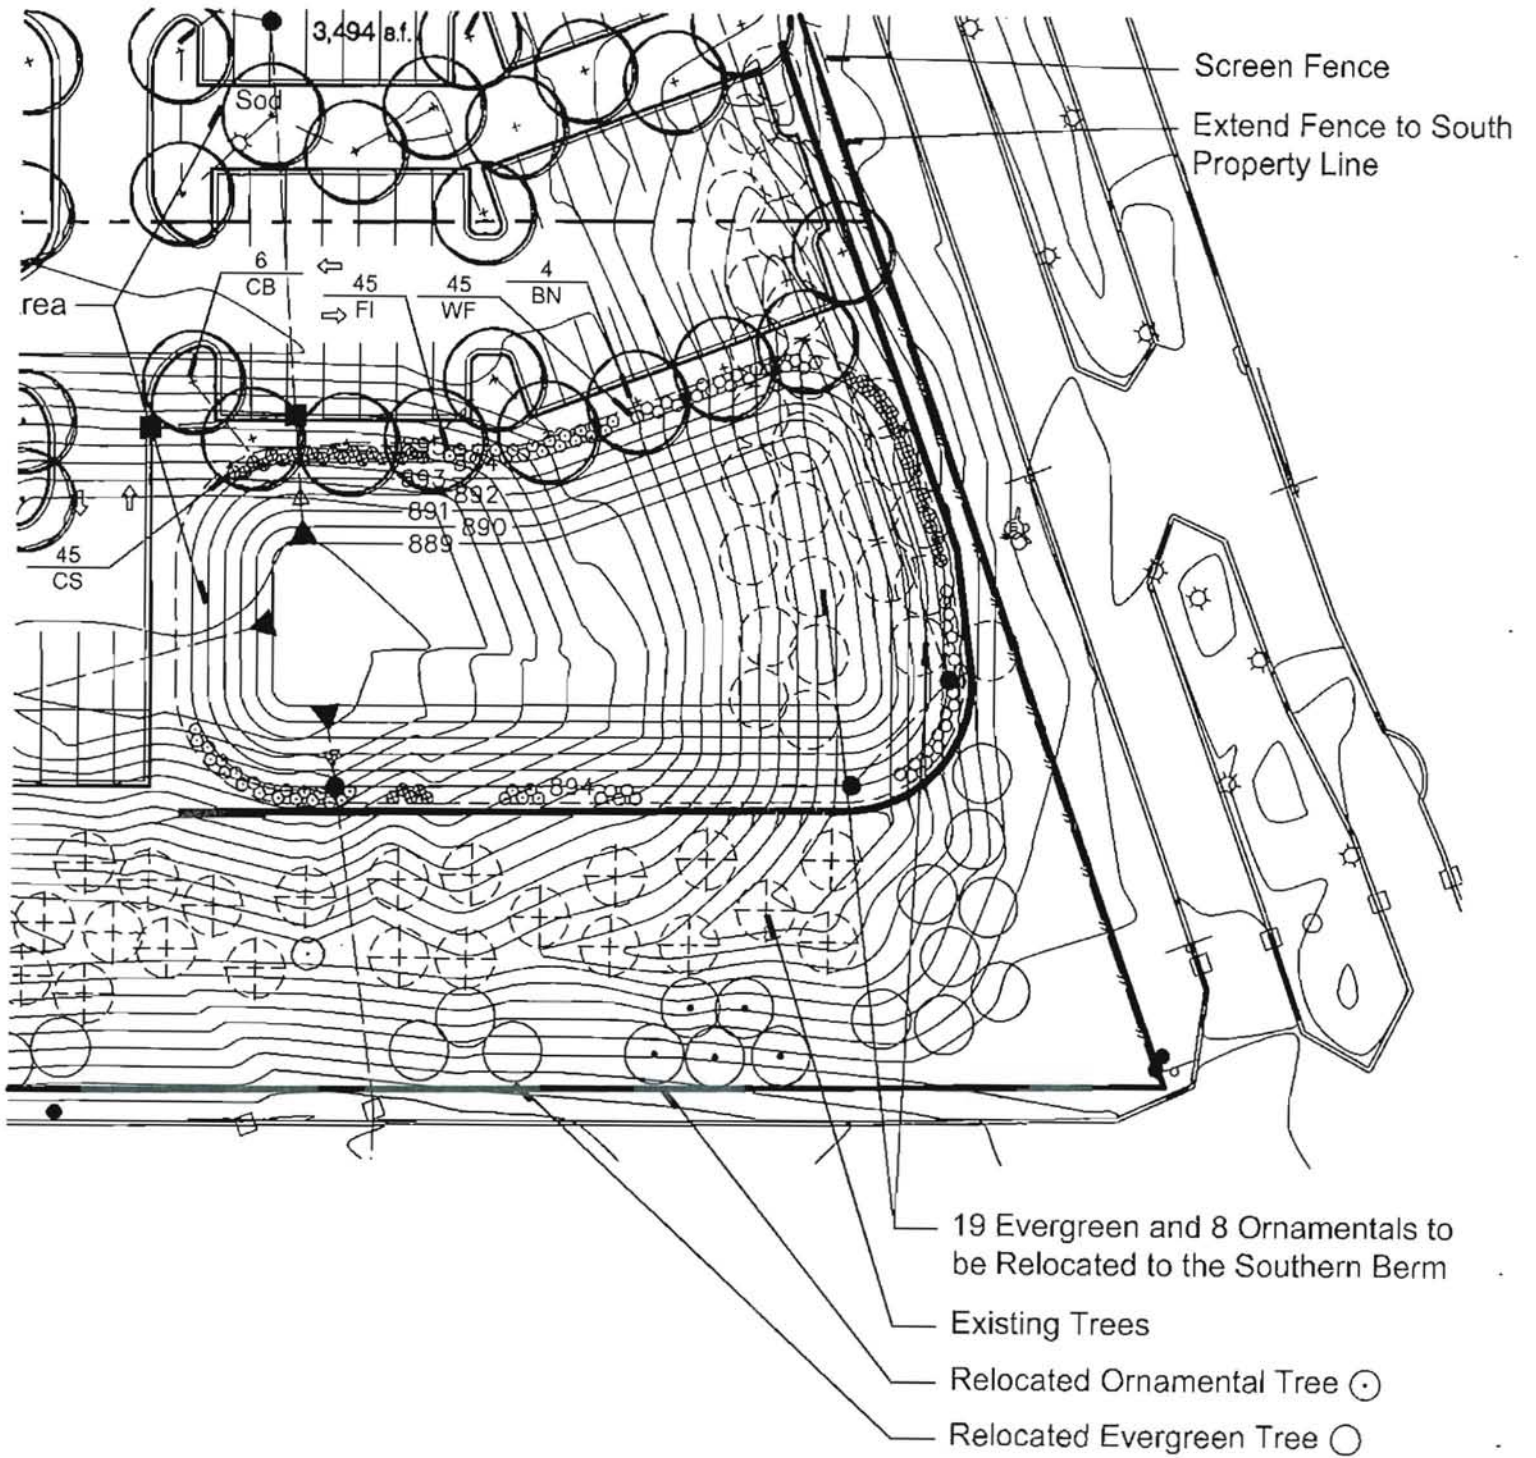 3,494 s.f.
Sod
Screen Fence
Extend Fence to South
Property Line
6
CB
45
FI
45
WF
4
BN
rea
895
894
893
892
891
890
889
45
CS
894
19 Evergreen and 8 Ornamentals to
be Relocated to the Southern Berm
Existing Trees
Relocated Ornamental Tree
Relocated Evergreen Tree